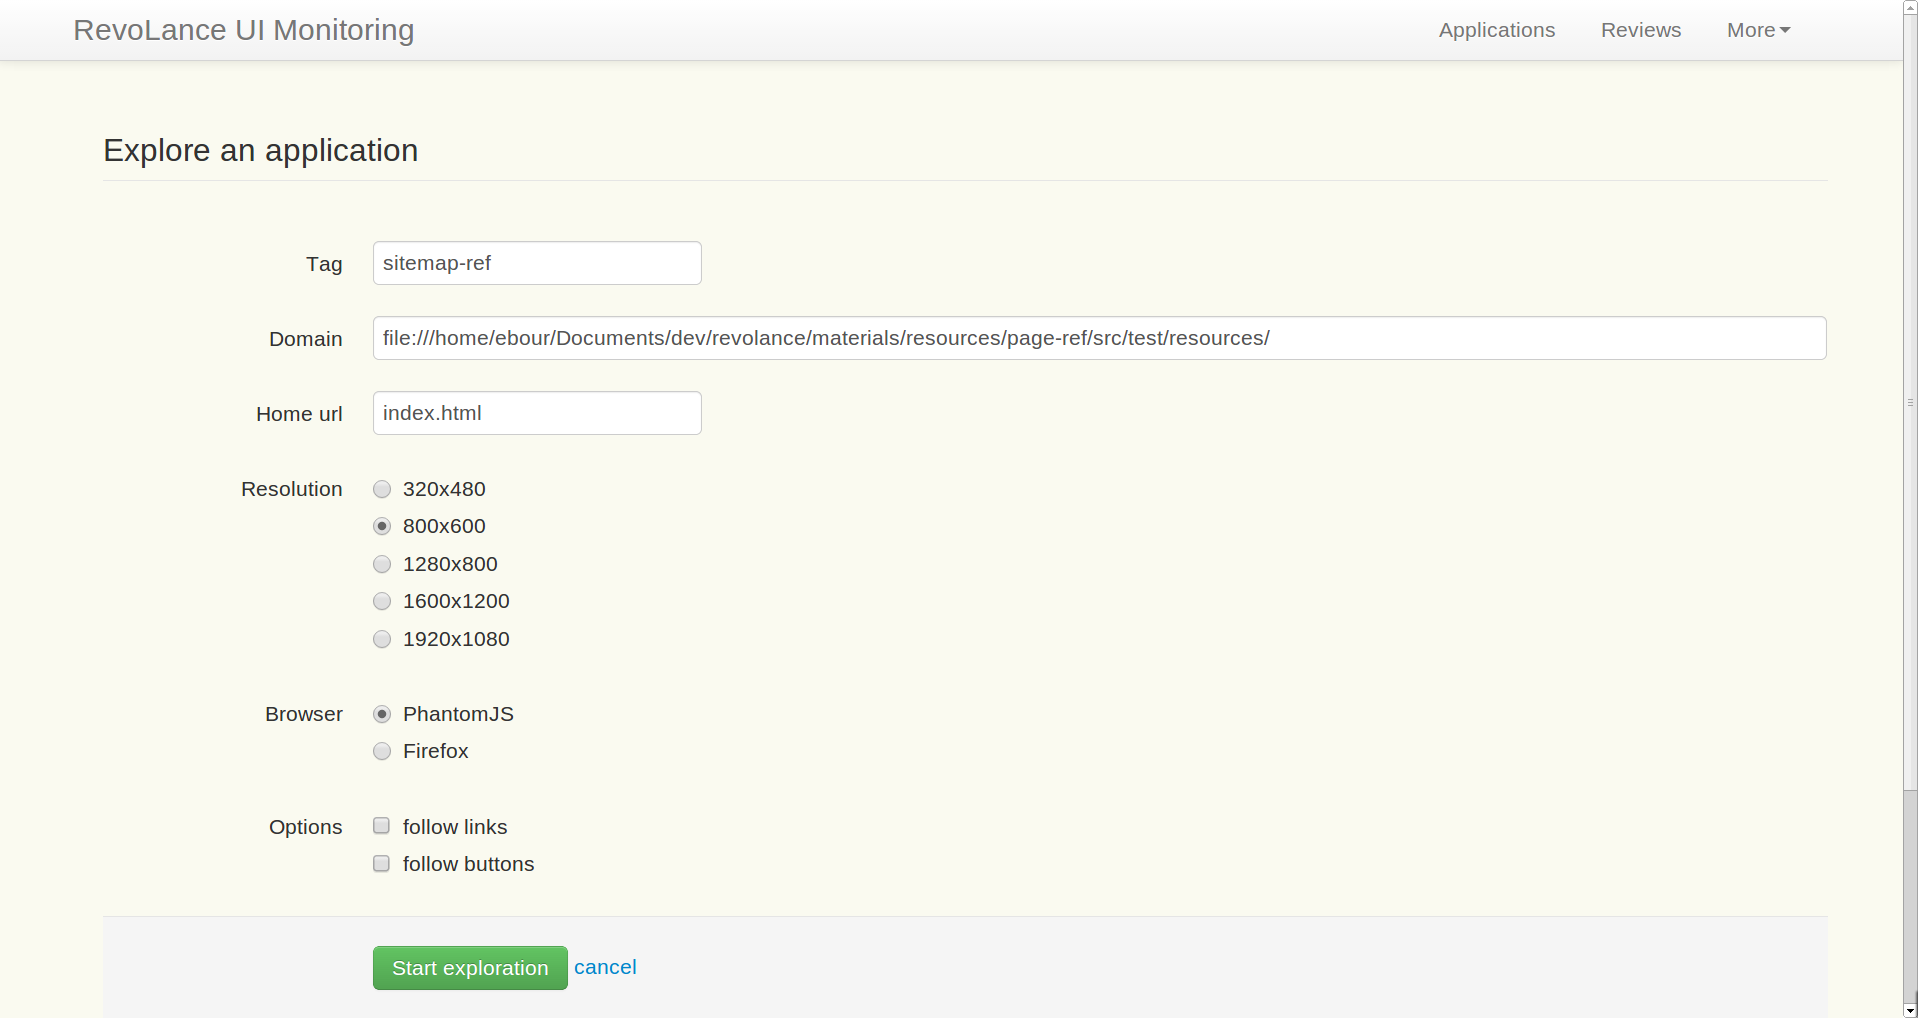 RevoLance UI Monitoring
Applications Reviews More
Explore an application
Tag sitemap-ref
Domain file:///home/ebour/Documents/dev/revolance/materials/resources/page-ref/src/test/resources/
Home url index.html
Resolution 320x480
800x600
1280x800
1600x1200
1920x1080
Browser PhantomJS
Firefox
Options follow links
follow buttons
Start exploration cancel